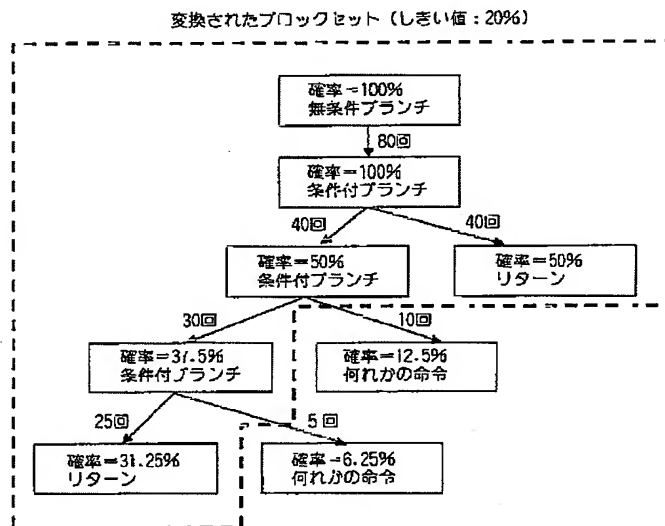 変換されたブロックセット（しきい値：20%）
確率＝100%
無条件ブランチ
80回
確率＝100%
条件付ブランチ
40回
40回
確率＝50%
条件付ブランチ
確率＝50%
リターン
30回
10回
確率＝37.5%
条件付ブランチ
確率＝12.5%
何れかの命令
25回
5回
確率＝31.25%
リターン
確率＝6.25%
何れかの命令